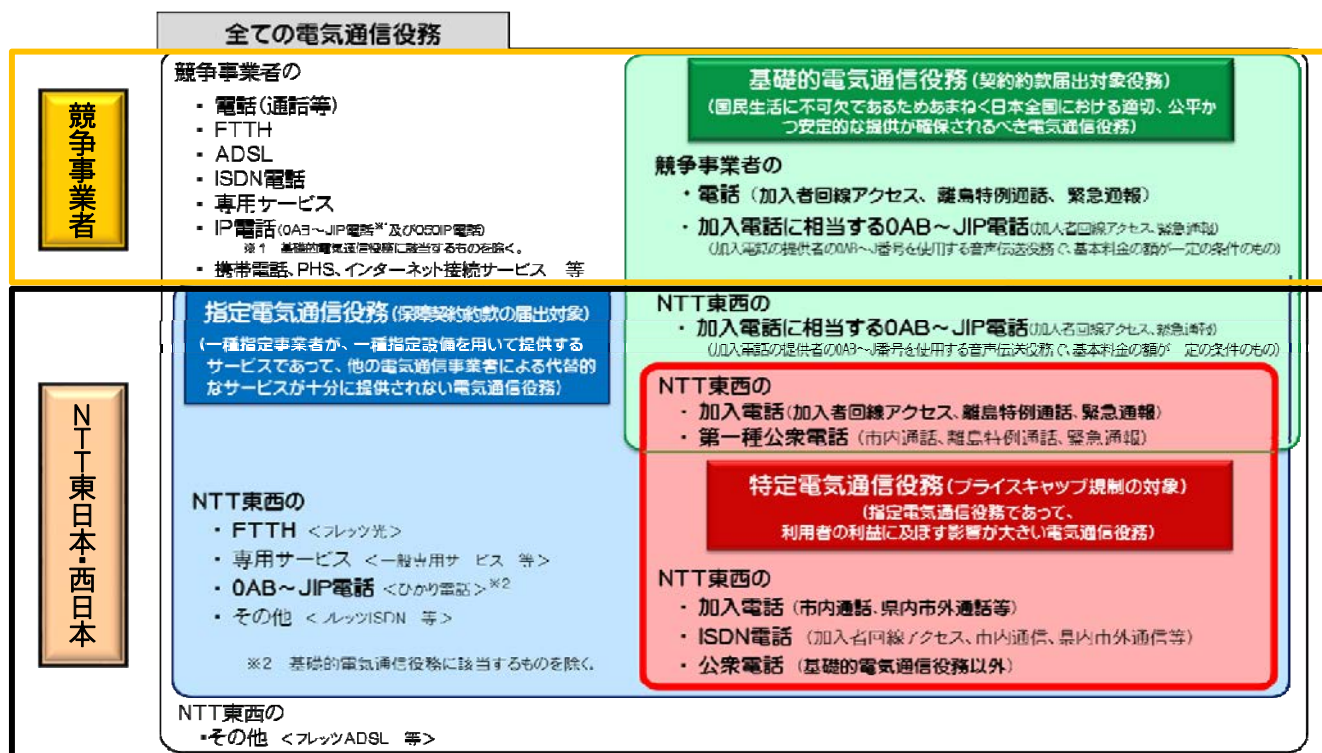 全ての電気通信役務
競争事業者
競争事業者の
・電話(通話等)
・FTTH
・ADSL
・ISDN電話
・専用サービス
・IP電話(0AB～JIP電話※1及び050IP電話)
※1 基礎的電気通信役務に該当するものを除く。
・携帯電話、PHS、インターネット接続サービス 等
基礎的電気通信役務(契約約款届出対象役務)
(国民生活に不可欠であるためあまねく日本全国における適切、公平か
つ安定的な提供が確保されるべき電気通信役務)
競争事業者の
・電話(加入者回線アクセス、離島特例通話、緊急通報)
・加入電話に相当する0AB～JIP電話(加入者回線アクセス、緊急通報)
(加入電話の提供者の0AB～J番号を使用する音声伝送役務で、基本料金の額が一定の条件のもの)
NTT東日本・西日本
指定電気通信役務(保障契約約款の届出対象)
(一種指定事業者が、一種指定設備を用いて提供する
サービスであって、他の電気通信事業者による代替的
なサービスが十分に提供されない電気通信役務)
NTT東西の
・加入電話に相当する0AB～JIP電話(加入者回線アクセス、緊急通報)
(加入電話の提供者の0AB～J番号を使用する音声伝送役務で、基本料金の額が 定の条件のもの)
NTT東西の
・加入電話(加入者回線アクセス、離島特例通話、緊急通報)
・第一種公衆電話(市内通話、離島特例通話、緊急通報)
特定電気通信役務(プライスキャップ規制の対象)
(指定電気通信役務であって、
利用者の利益に及ぼす影響が大きい電気通信役務)
NTT東西の
・加入電話(市内通話、県内市外通話等)
・ISDN電話(加入者回線アクセス、市内通信、県内市外通信等)
・公衆電話(基礎的電気通信役務以外)
NTT東西の
・FTTH <フレッツ光>
・専用サービス <一般専用サ ビス 等>
・0AB～JIP電話 <ひかり電話>※2
・その他 <フレッツISDN 等>
※2 基礎的電気通信役務に該当するものを除く.
NTT東西の
・その他 <フレッツADSL 等>